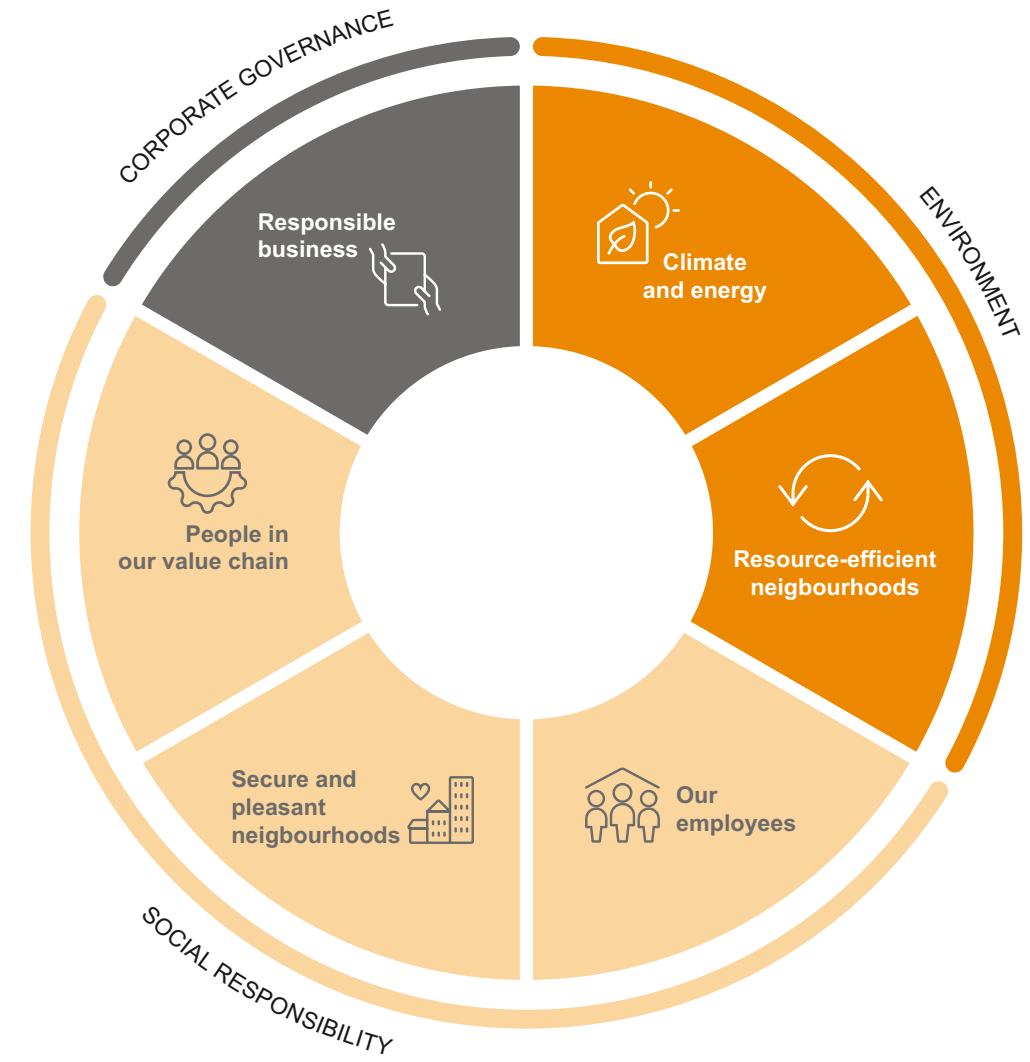 CORPORATE GOVERNANCE
ENVIRONMENT
Responsible
business
Climate
and energy
People in
our value chain
Resource-efficient
neigbourhoods
Secure and
pleasant
neigbourhoods
Our
employees
SOCIAL RESPONSIBILITY